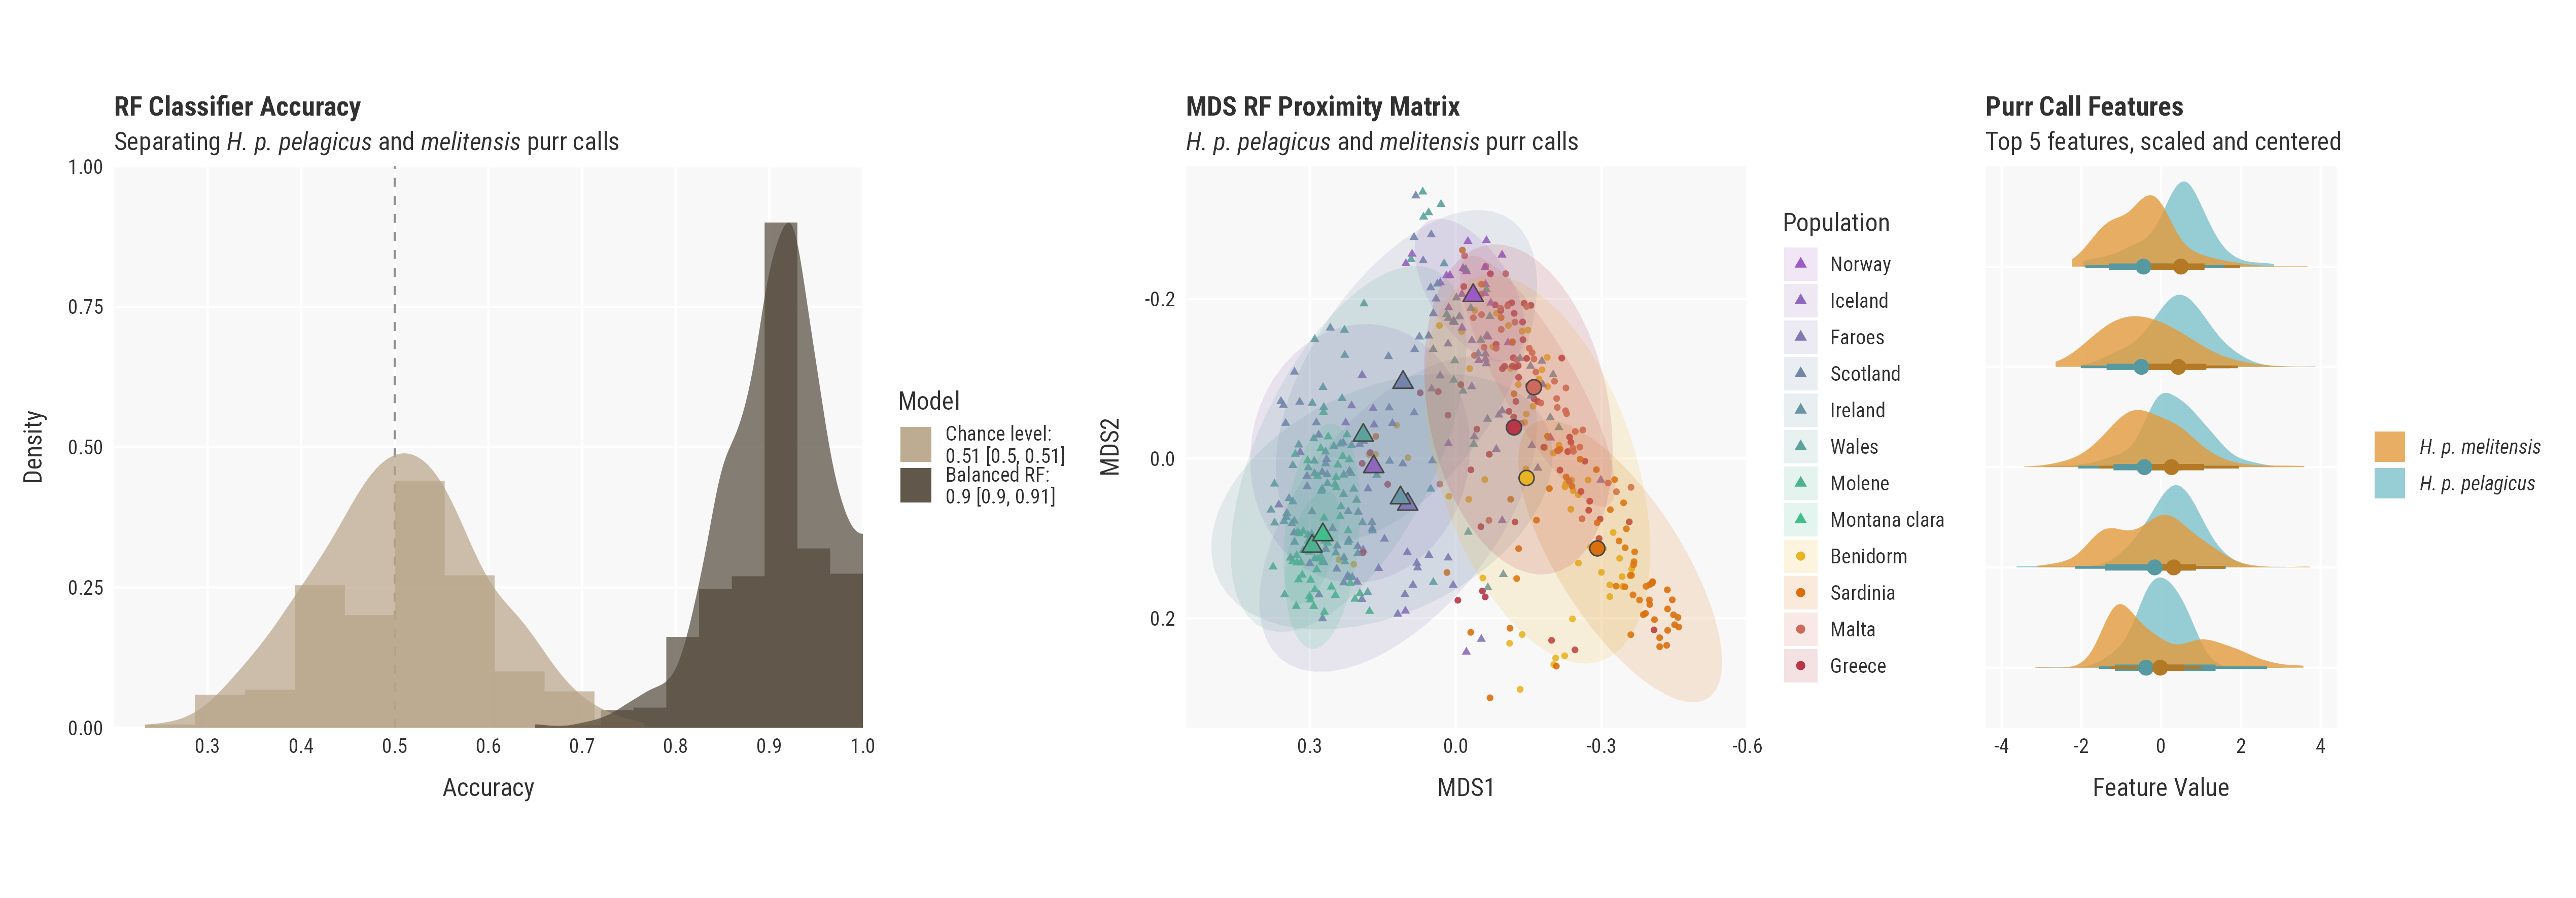 RF Classifier Accuracy
Separating H. p. pelagicus and melitensis purr calls
1.00
0.75
0.50
0.25
0.00
Density
0.3 0.4 0.5 0.6 0.7 0.8 0.9 1.0
Accuracy
Model
Chance level:
0.51 [0.5, 0.51]
Balanced RF:
0.9 [0.9, 0.91]
MDS RF Proximity Matrix
H. p. pelagicus and melitensis purr calls
-0.2
0.0
0.2
MDS2
0.3 0.0 -0.3 -0.6
MDS1
Population
Norway
Iceland
Faroes
Scotland
Ireland
Wales
Molene
Montana clara
Benidorm
Sardinia
Malta
Greece
Purr Call Features
Top 5 features, scaled and centered
-4 -2 0 2 4
Feature Value
H. p. melitensis
H. p. pelagicus